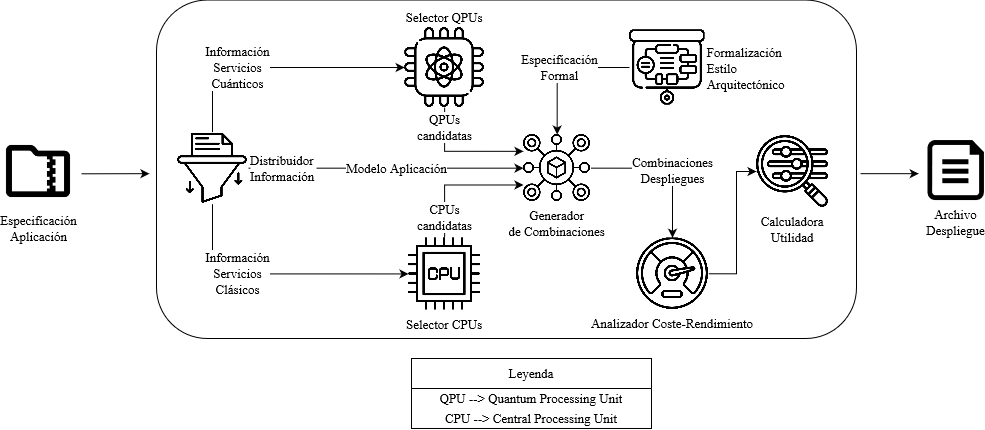 Selector QPUs
Información
Servicios
Cuánticos
Especificación
Formal
Formalización
Estilo
Arquitectónico
QPUs
candidatas
Distribuidor
Información
Modelo Aplicación
Combinaciones
Despliegues
Especificación
Aplicación
CPUs
candidatas
Generador
de Combinaciones
Calculadora
Utilidad
Archivo
Despliegue
Información
Servicios
Clásicos
CPU
Selector CPUs
Analizador Coste-Rendimiento
Leyenda
QPU --> Quantum Processing Unit
CPU --> Central Processing Unit